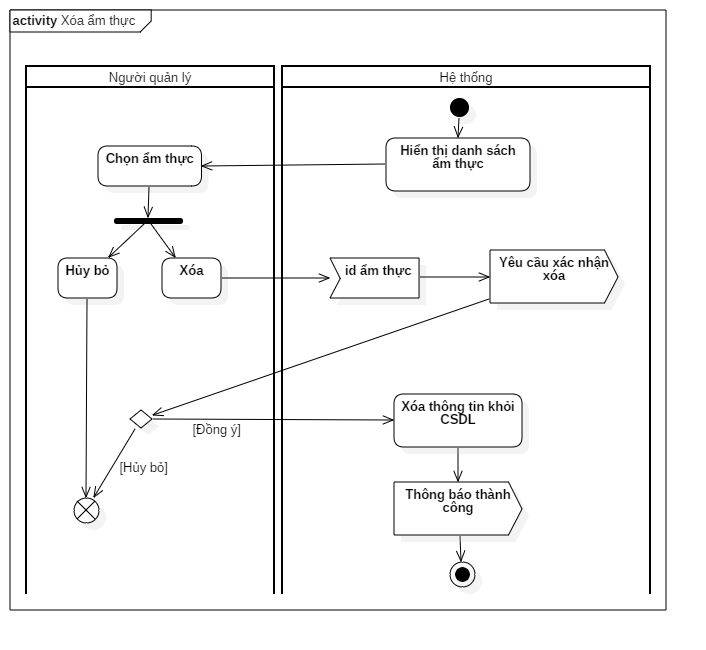 activity Xóa ẩm thực
Người quản lý
Hệ thống
Hiển thị danh sách
ẩm thực
Chọn ẩm thực
Hủy bỏ
Xóa
id ẩm thực
Yêu cầu xác nhận
xóa
Xóa thông tin khỏi
CSDL
[Đồng ý]
[Hủy bỏ]
Thông báo thành
công